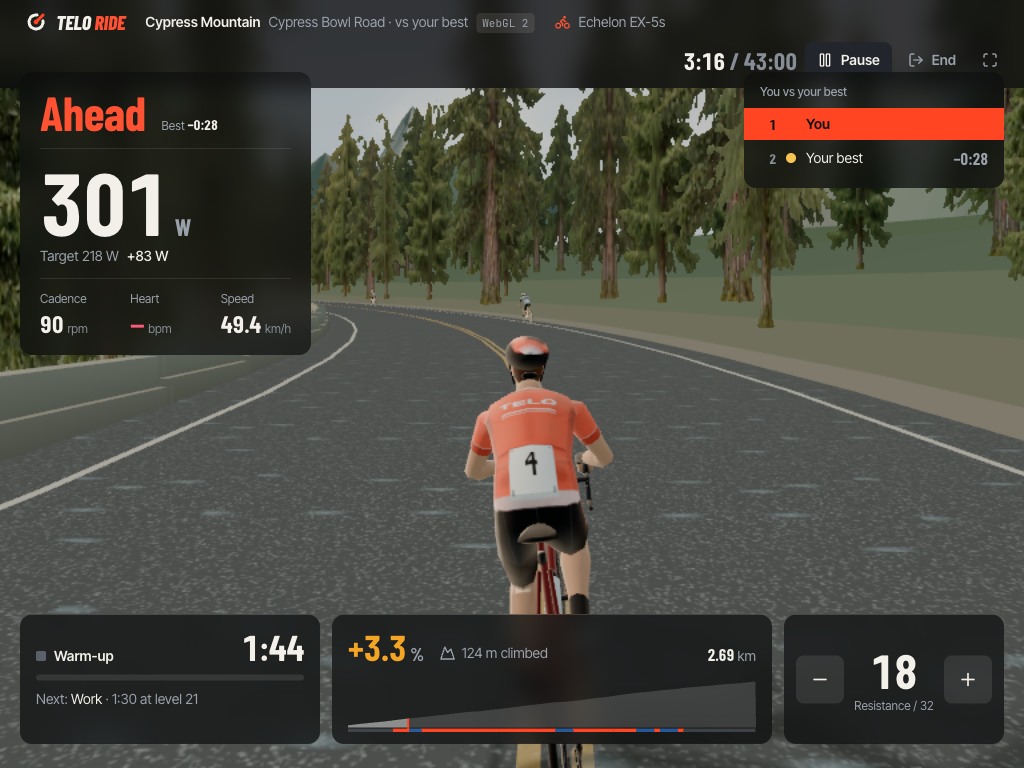 TELO RIDE Cypress Mountain Cypress Bowl Road · vs your best WebGL 2 Echelon EX-5s
3:16 / 43:00 Pause End
Ahead Best −0:28
301 W
Target 218 W +83 W
Cadence Heart Speed
90 rpm – bpm 49.4 km/h
You vs your best
1 You
2 Your best −0:28
TELO
4
Warm-up 1:44
Next: Work · 1:30 at level 21
+3.3 % 124 m climbed 2.69 km
− 18 +
Resistance / 32